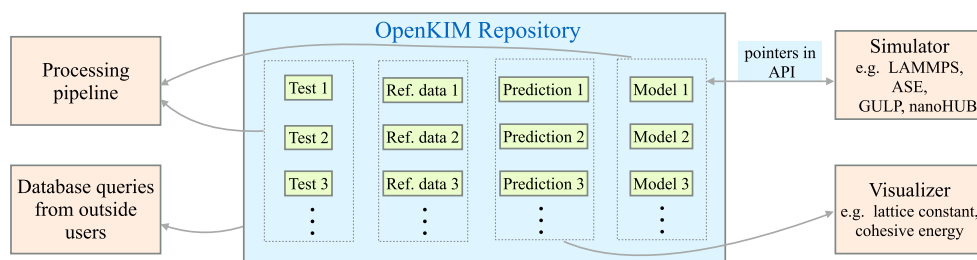 OpenKIM Repository
Processing
pipeline
Database queries
from outside
users
Test 1
Test 2
Test 3
Ref. data 1
Ref. data 2
Ref. data 3
Prediction 1
Prediction 2
Prediction 3
Model 1
Model 2
Model 3
pointers in
API
Simulator
e.g. LAMMPS,
ASE,
GULP, nanoHUB
Visualizer
e.g. lattice constant,
cohesive energy